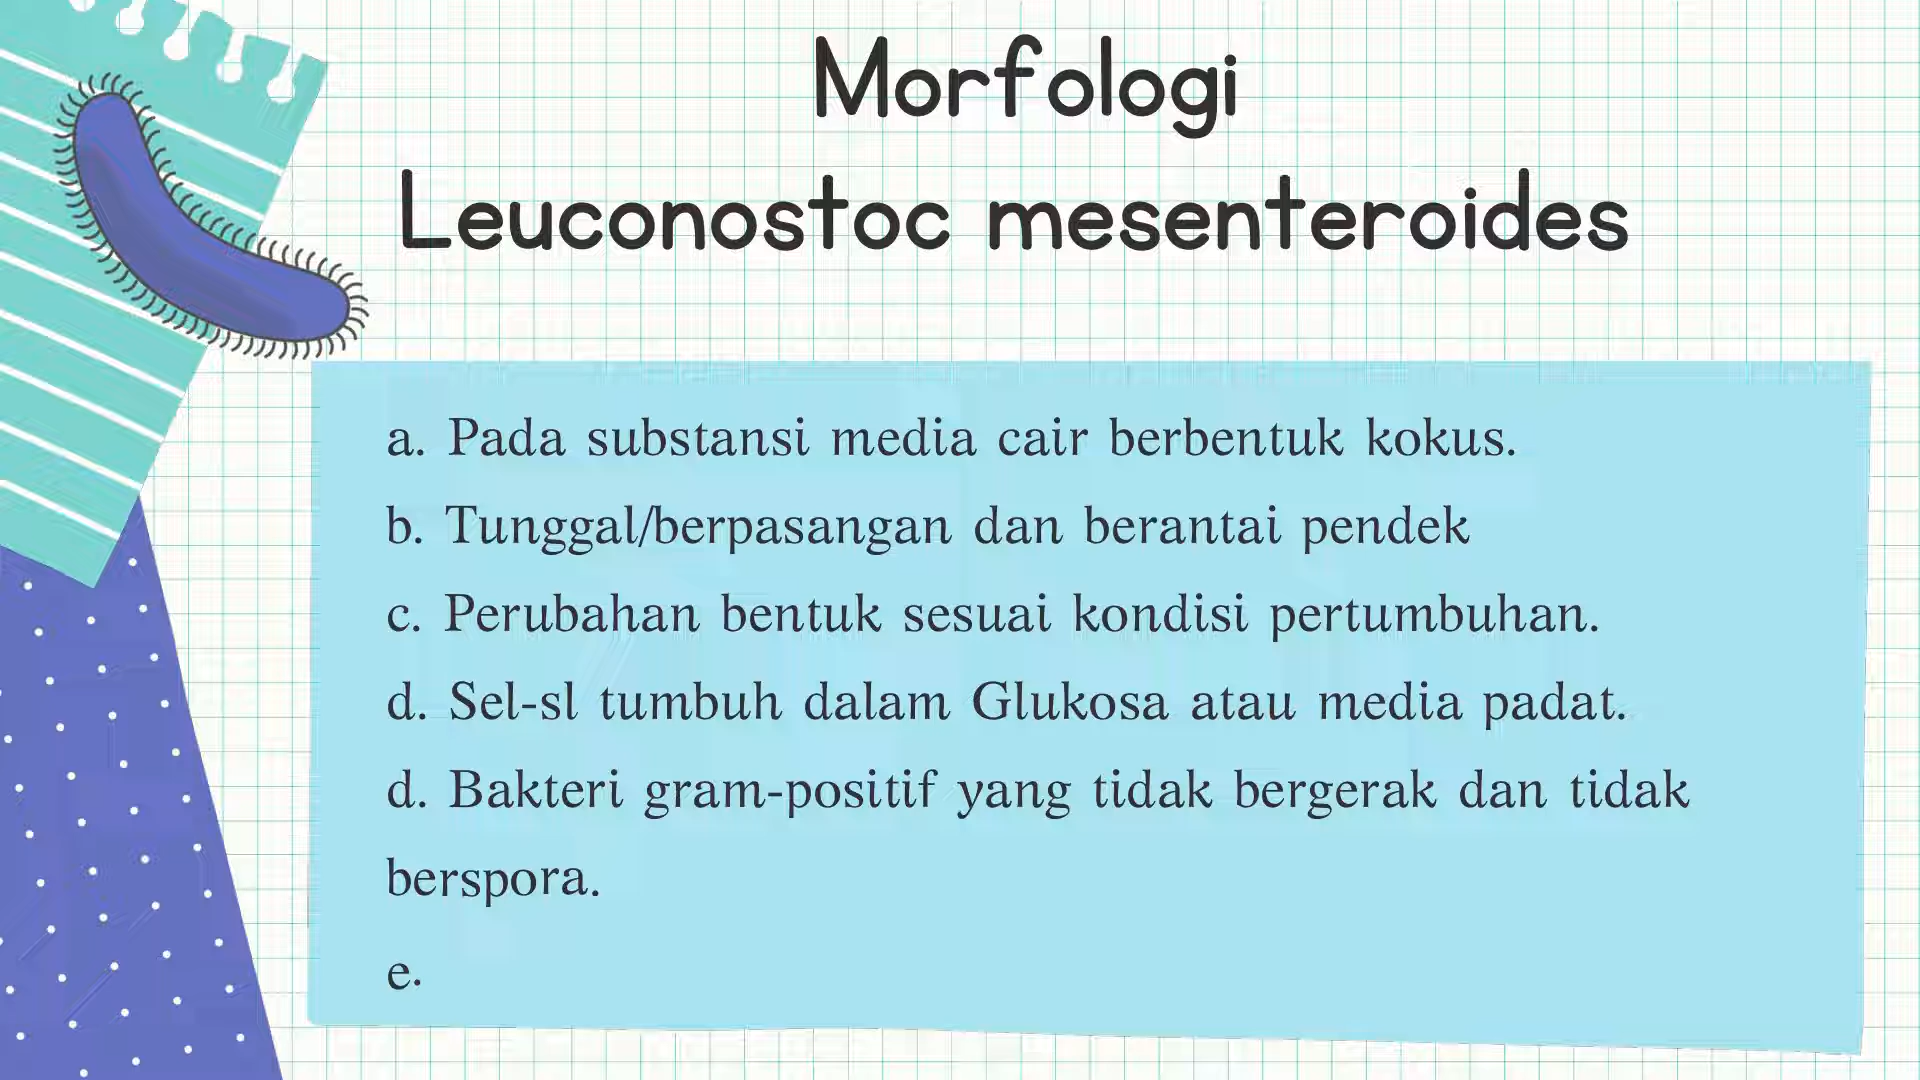 Morfologi
Leuconostoc mesenteroides
a. Pada substansi media cair berbentuk kokus.
b. Tunggal/berpasangan dan berantai pendek
c. Perubahan bentuk sesuai kondisi pertumbuhan.
d. Sel-sl tumbuh dalam Glukosa atau media padat.
d. Bakteri gram-positif yang tidak bergerak dan tidak
berspora.
e.